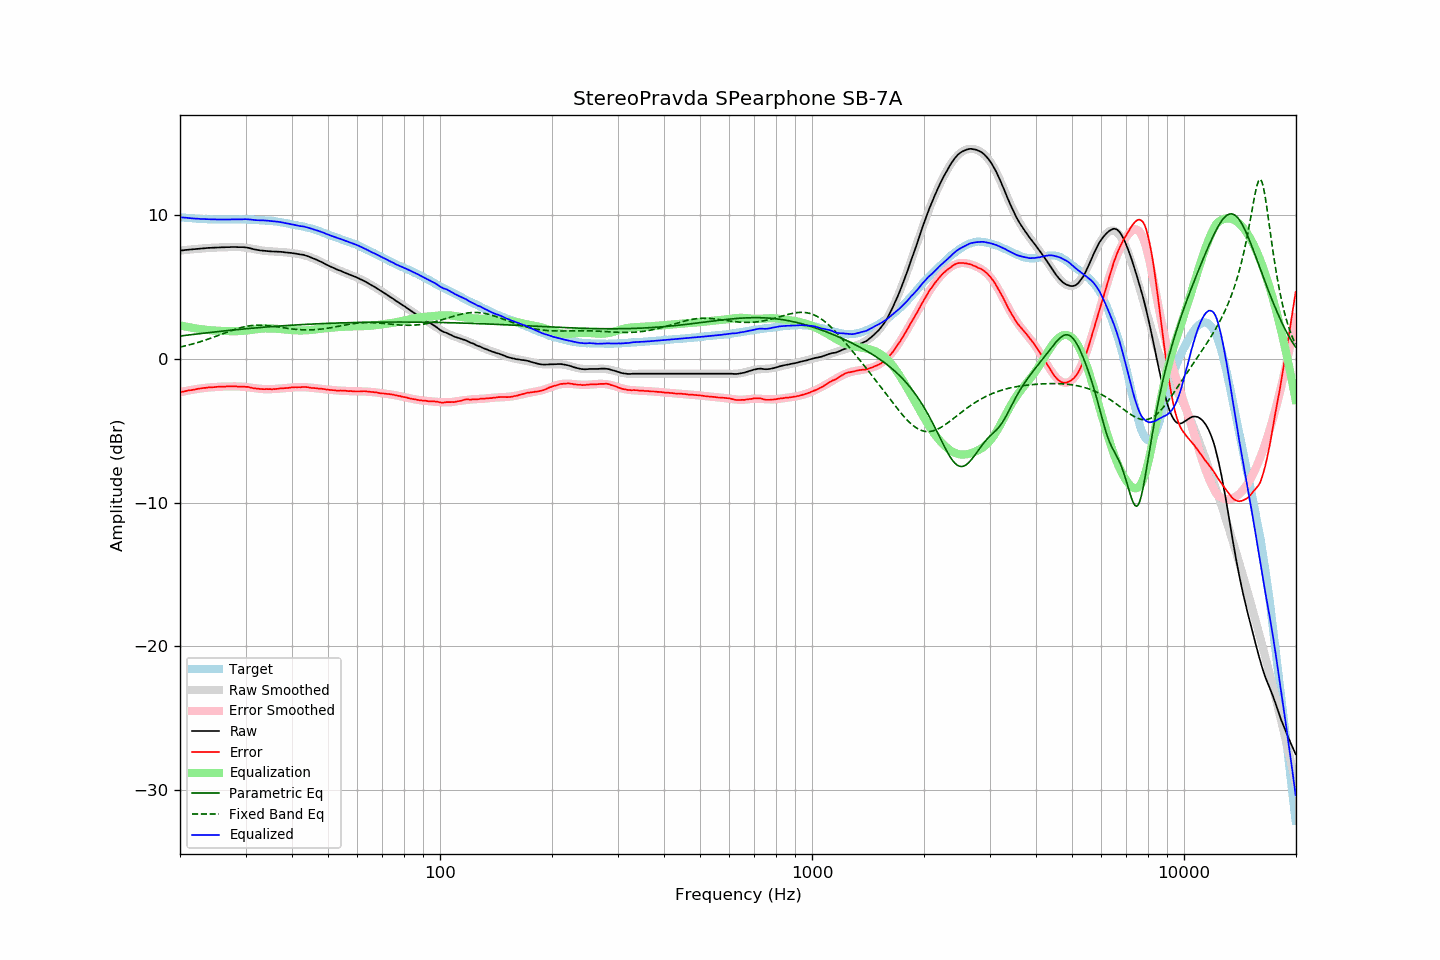 StereoPravda SPearphone SB-7A
Amplitude (dBr)
10
0
−10
−20
−30
Target
Raw Smoothed
Error Smoothed
Raw
Error
Equalization
Parametric Eq
Fixed Band Eq
Equalized
100
1000
10000
Frequency (Hz)